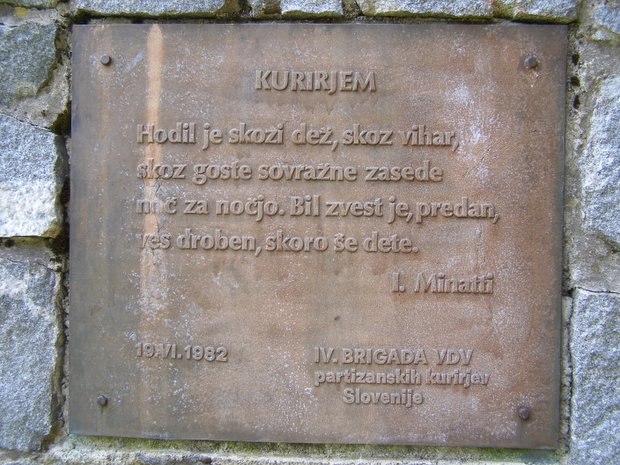 KURIRJEM
Hodil je skozi dež, skoz vihar,
skoz goste sovražne zasede
noč za nočjo. Bil zvest je, predan,
ves droben, skoro še dete.
I. Minatti
19.VI.1982
IV. BRIGADA VDV
partizanskih kurirjev
Slovenije